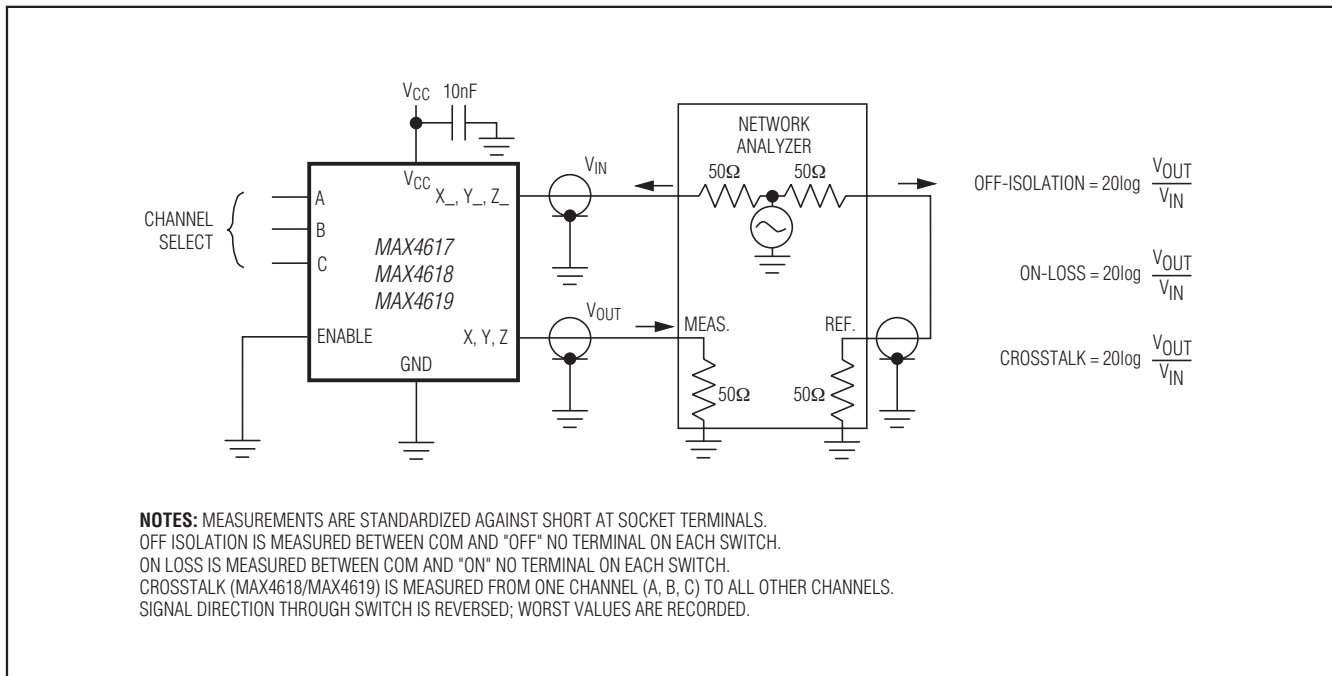 VCC 10nF
VCC
A
B
C
CHANNEL
SELECT
X_, Y_, Z_
MAX4617
MAX4618
MAX4619
ENABLE
X, Y, Z
GND
VIN
VOUT
NETWORK
ANALYZER
50Ω 50Ω
MEAS. REF.
50Ω 50Ω
OFF-ISOLATION = 20log VOUT
VIN
ON-LOSS = 20log VOUT
VIN
CROSSTALK = 20log VOUT
VIN
NOTES: MEASUREMENTS ARE STANDARDIZED AGAINST SHORT AT SOCKET TERMINALS.
OFF ISOLATION IS MEASURED BETWEEN COM AND "OFF" NO TERMINAL ON EACH SWITCH.
ON LOSS IS MEASURED BETWEEN COM AND "ON" NO TERMINAL ON EACH SWITCH.
CROSSTALK (MAX4618/MAX4619) IS MEASURED FROM ONE CHANNEL (A, B, C) TO ALL OTHER CHANNELS.
SIGNAL DIRECTION THROUGH SWITCH IS REVERSED; WORST VALUES ARE RECORDED.